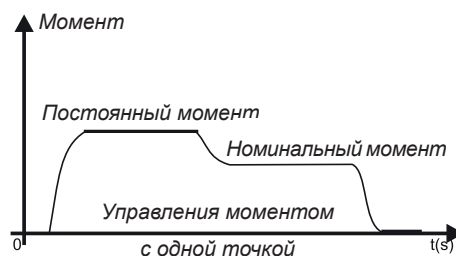 Момент
Постоянный момент
Номинальный момент
Управления моментом
0
t(s)
с одной точкой